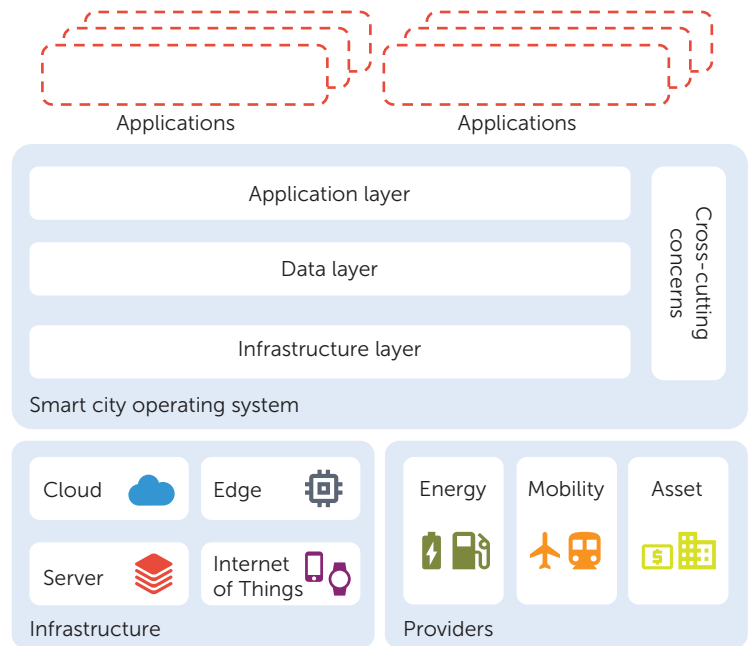 Applications
Applications
Application layer
Data layer
Infrastructure layer
Cross-cutting
concerns
Smart city operating system
Cloud
Edge
Server
Internet
of Things
Infrastructure
Energy
Mobility
Asset
$
Providers